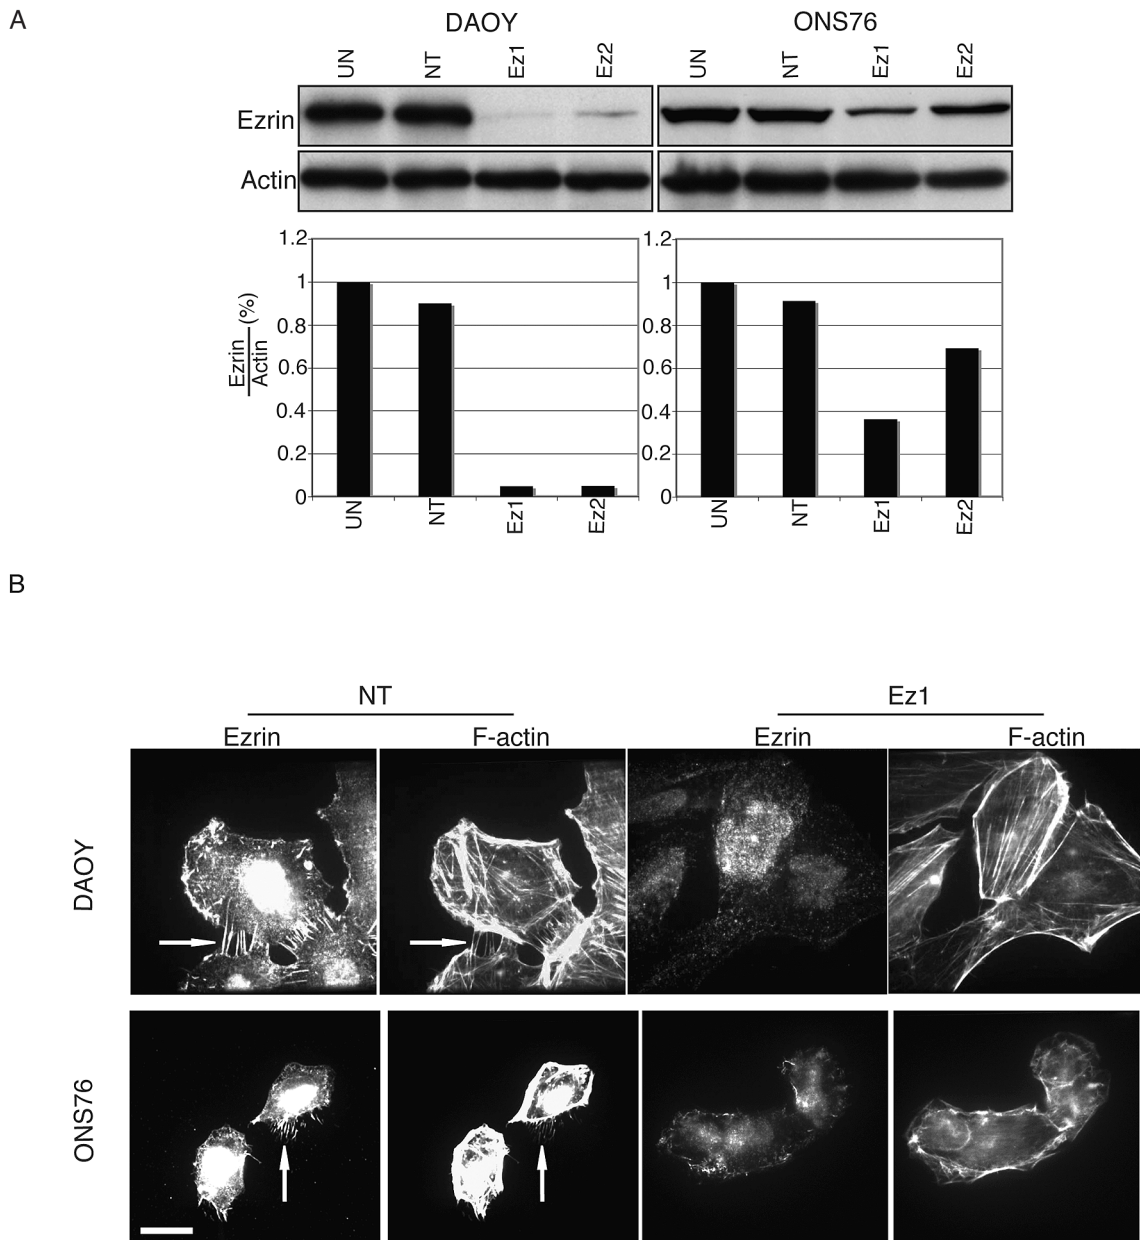 A
DAOY ONS76
UN NT Ez1 Ez2 UN NT Ez1 Ez2
Ezrin
Actin
1.2 1.2
1 1
0.8 0.8
0.6 0.6
0.4 0.4
0.2 0.2
0 0
Ezrin
Actin (%)
UN NT Ez1 Ez2 UN NT Ez1 Ez2
B
NT Ez1
Ezrin F-actin Ezrin F-actin
DAOY
ONS76